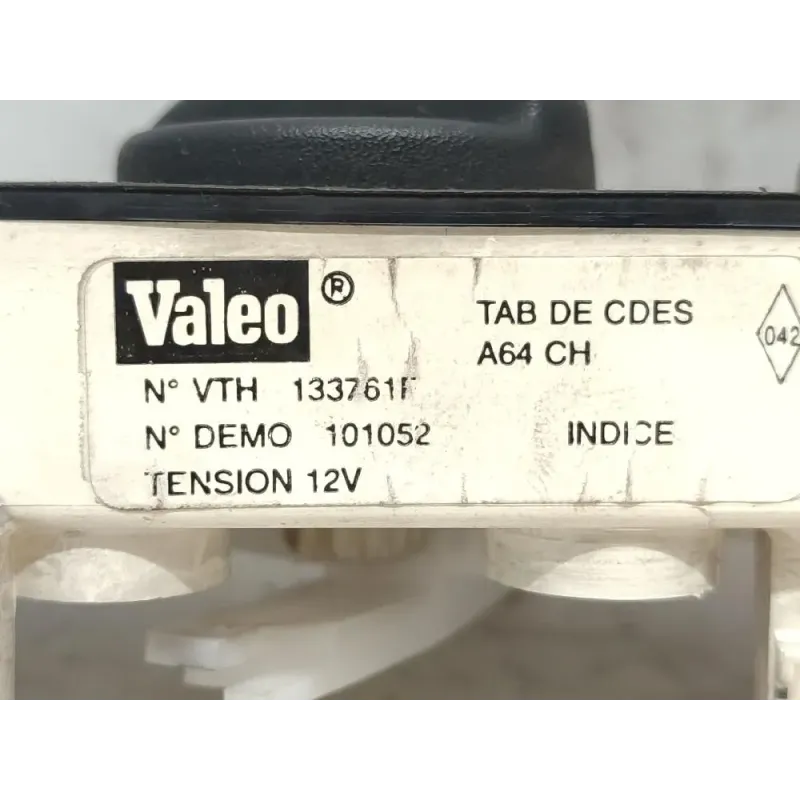 Valeo ®
TAB DE CDES
A64 CH
042
N° VTH 133761F
N° DEMO 101052 INDICE
TENSION 12V